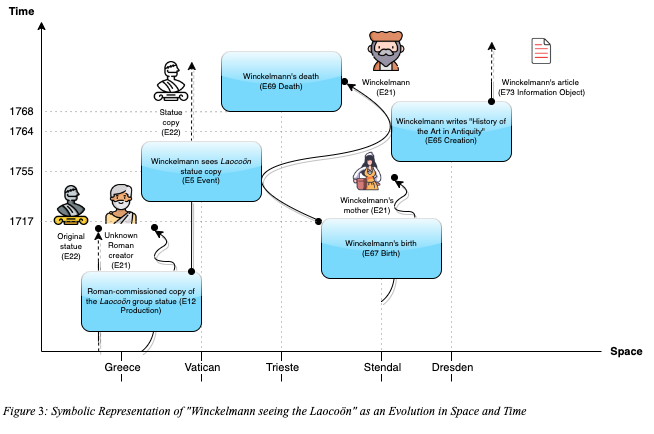 Time
Winckelmann's death
(E69 Death)
Winckelmann
(E21)
Winckelmann's article
(E73 Information Object)
Statue
copy
(E22)
1768
1764
Winckelmann writes "History of
the Art in Antiquity"
(E65 Creation)
Winckelmann sees Laocoön
statue copy
(E5 Event)
1755
Winckelmann's
mother (E21)
1717
Original
statue
(E22)
Unknown
Roman
creator
(E21)
Winckelmann's birth
(E67 Birth)
Roman-commissioned copy of
the Laocoön group statue (E12
Production)
Space
Greece
Vatican
Trieste
Stendal
Dresden
Figure 3: Symbolic Representation of "Winckelmann seeing the Laocoön" as an Evolution in Space and Time